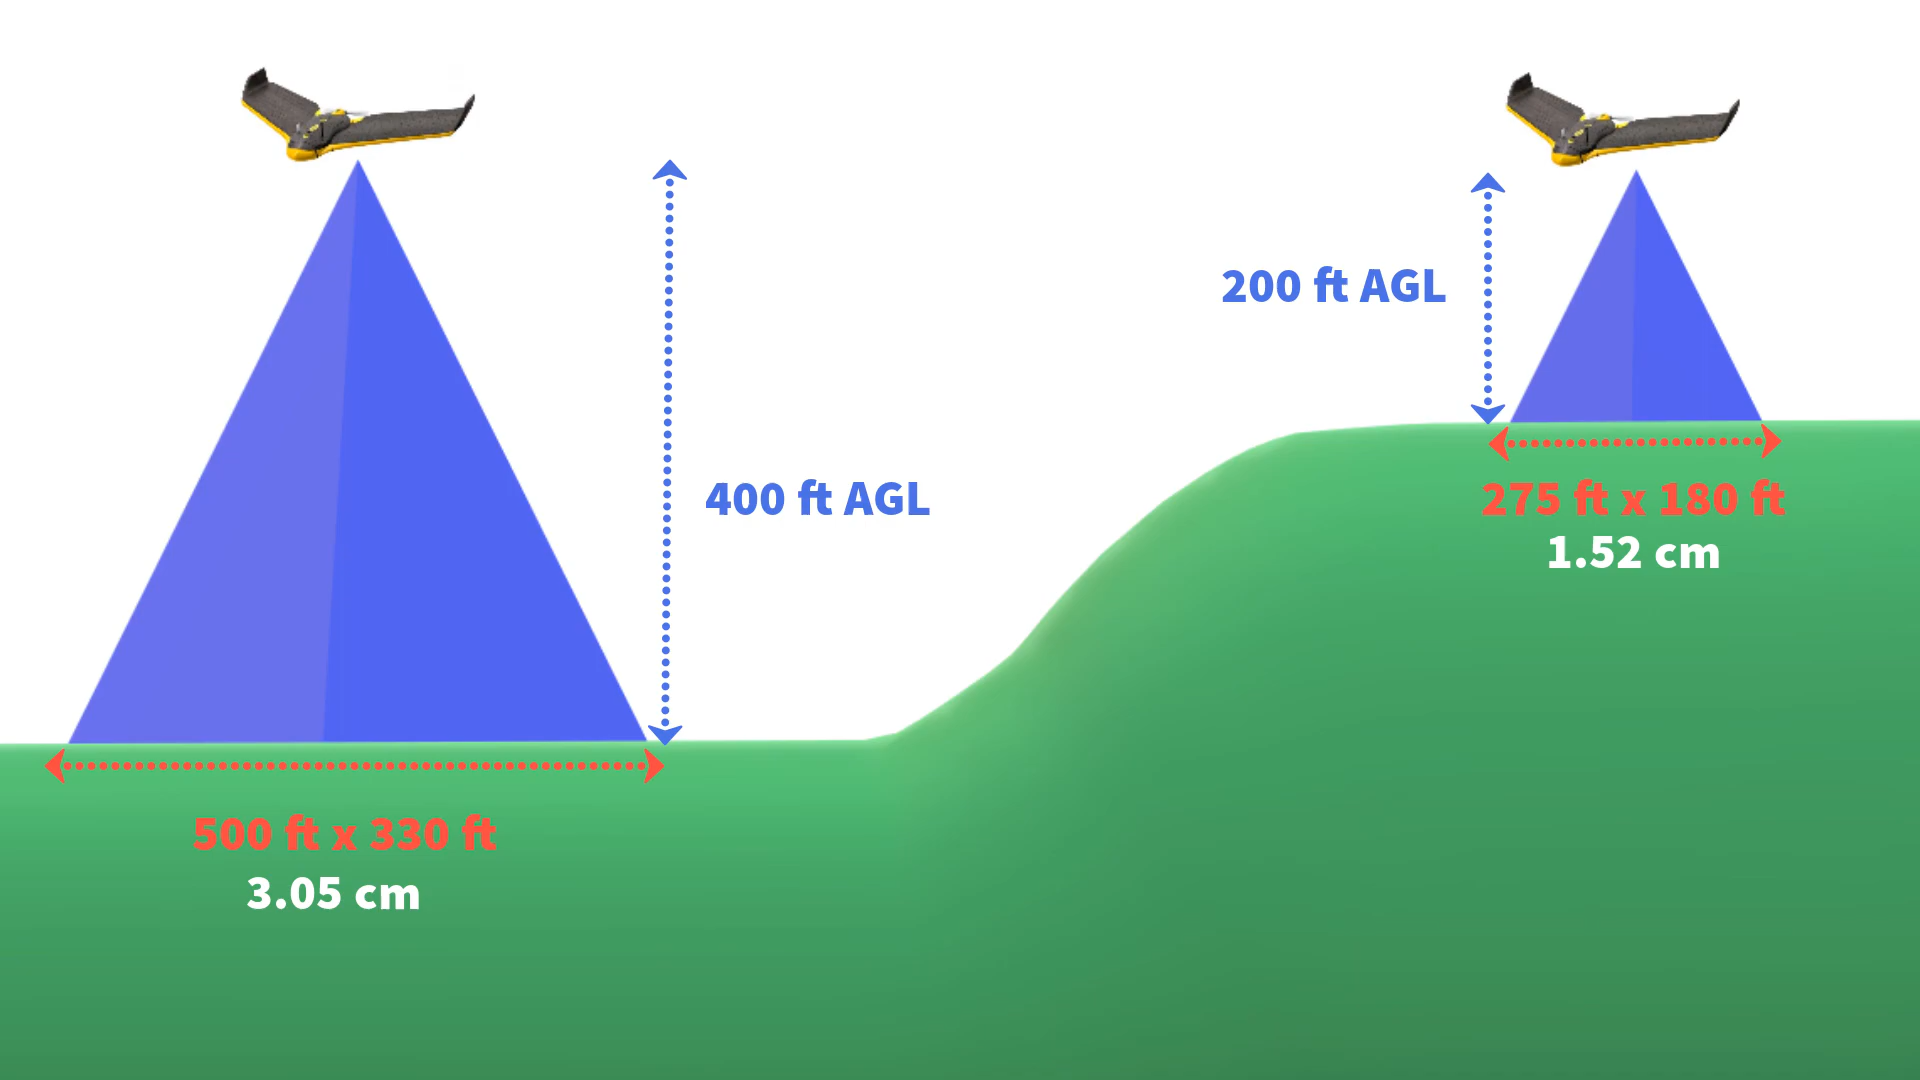 200 ft AGL
400 ft AGL
275 ft x 180 ft
1.52 cm
500 ft x 330 ft
3.05 cm